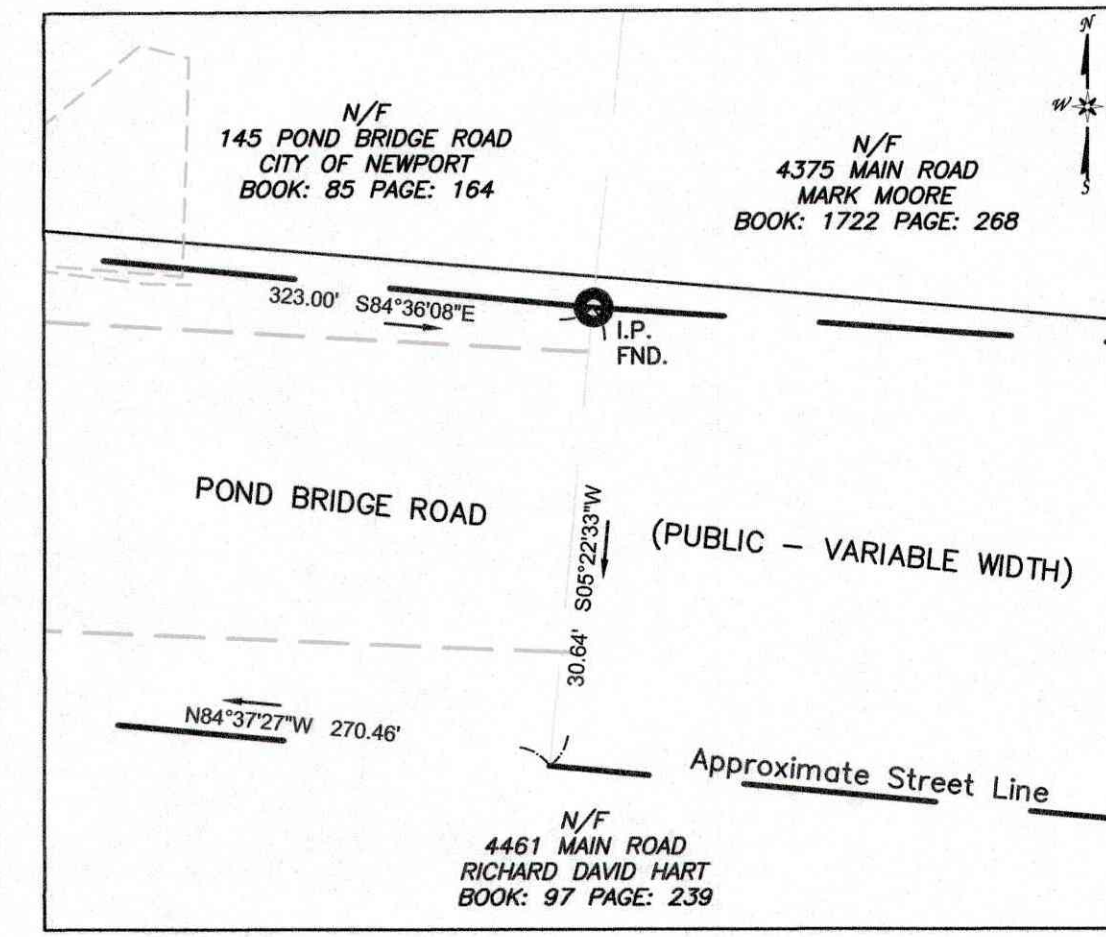 N
W
S
N/F
145 POND BRIDGE ROAD
CITY OF NEWPORT
BOOK: 85 PAGE: 164
N/F
4375 MAIN ROAD
MARK MOORE
BOOK: 1722 PAGE: 268
323.00' S84°36'08"E
I.P.
FND.
POND BRIDGE ROAD
30.64' S05°22'33"W
(PUBLIC – VARIABLE WIDTH)
N84°37'27"W 270.46'
Approximate Street Line
N/F
4461 MAIN ROAD
RICHARD DAVID HART
BOOK: 97 PAGE: 239